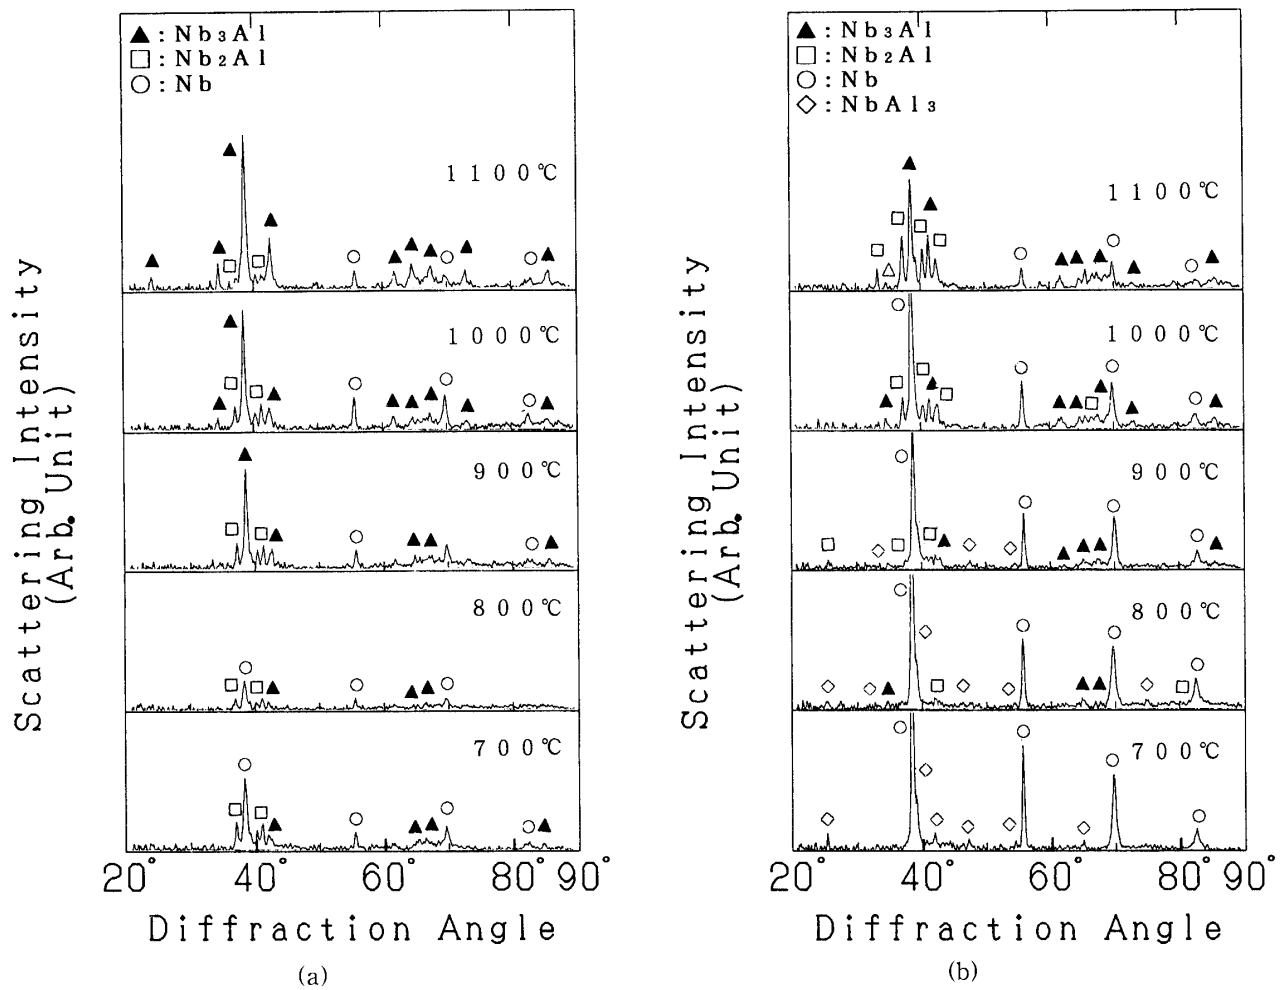 ▲ : Nb₃Al
□ : Nb₂Al
○ : Nb
1100℃
1000℃
900℃
800℃
700℃
20° 40 60 80 90°
Diffraction Angle
Scattering Intensity
(Arb. Unit)
(a)
▲ : Nb₃Al
□ : Nb₂Al
○ : Nb
◇ : NbAl₃
1100℃
1000℃
900℃
800℃
700℃
20° 40 60 80 90°
Diffraction Angle
Scattering Intensity
(Arb. Unit)
(b)